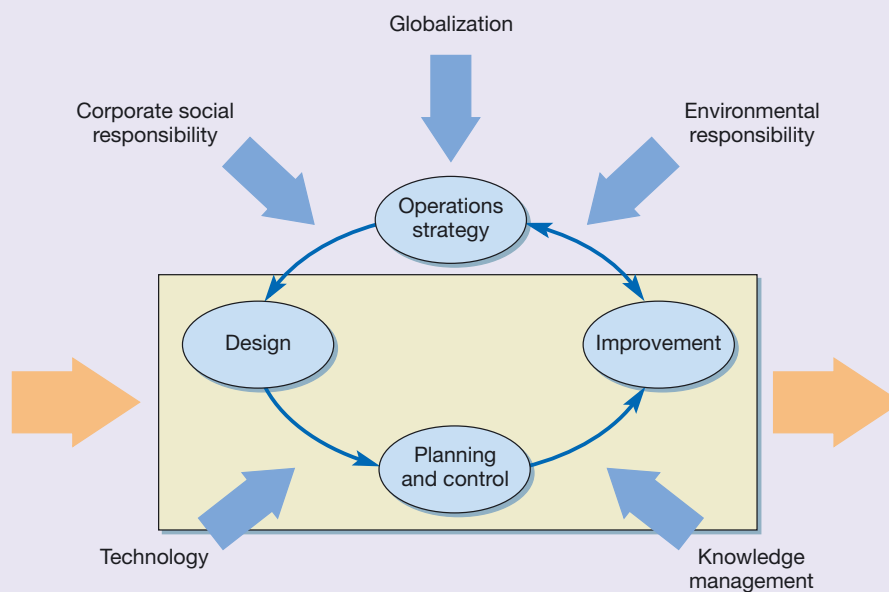 Globalization
Corporate social
responsibility
Environmental
responsibility
Operations
strategy
Design
Improvement
Planning
and control
Technology
Knowledge
management